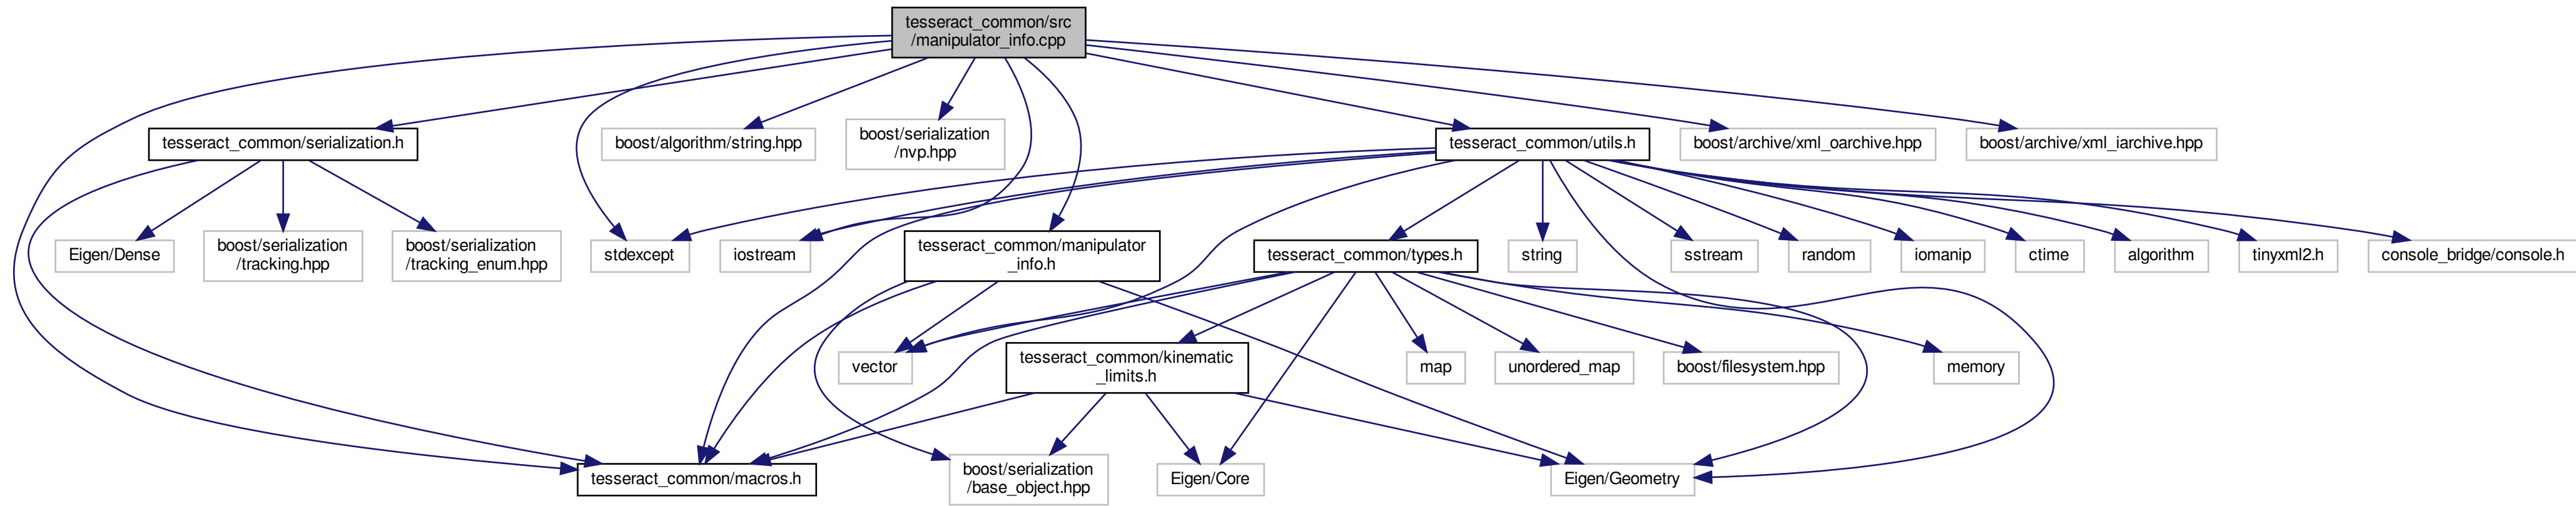 tesseract_common/src
/manipulator_info.cpp
tesseract_common/serialization.h
boost/algorithm/string.hpp
boost/serialization
/nvp.hpp
tesseract_common/utils.h
boost/archive/xml_oarchive.hpp
boost/archive/xml_iarchive.hpp
Eigen/Dense
boost/serialization
/tracking.hpp
boost/serialization
/tracking_enum.hpp
stdexcept
iostream
tesseract_common/manipulator
_info.h
tesseract_common/types.h
string
sstream
random
iomanip
ctime
algorithm
tinyxml2.h
console_bridge/console.h
vector
tesseract_common/kinematic
_limits.h
map
unordered_map
boost/filesystem.hpp
memory
tesseract_common/macros.h
boost/serialization
/base_object.hpp
Eigen/Core
Eigen/Geometry